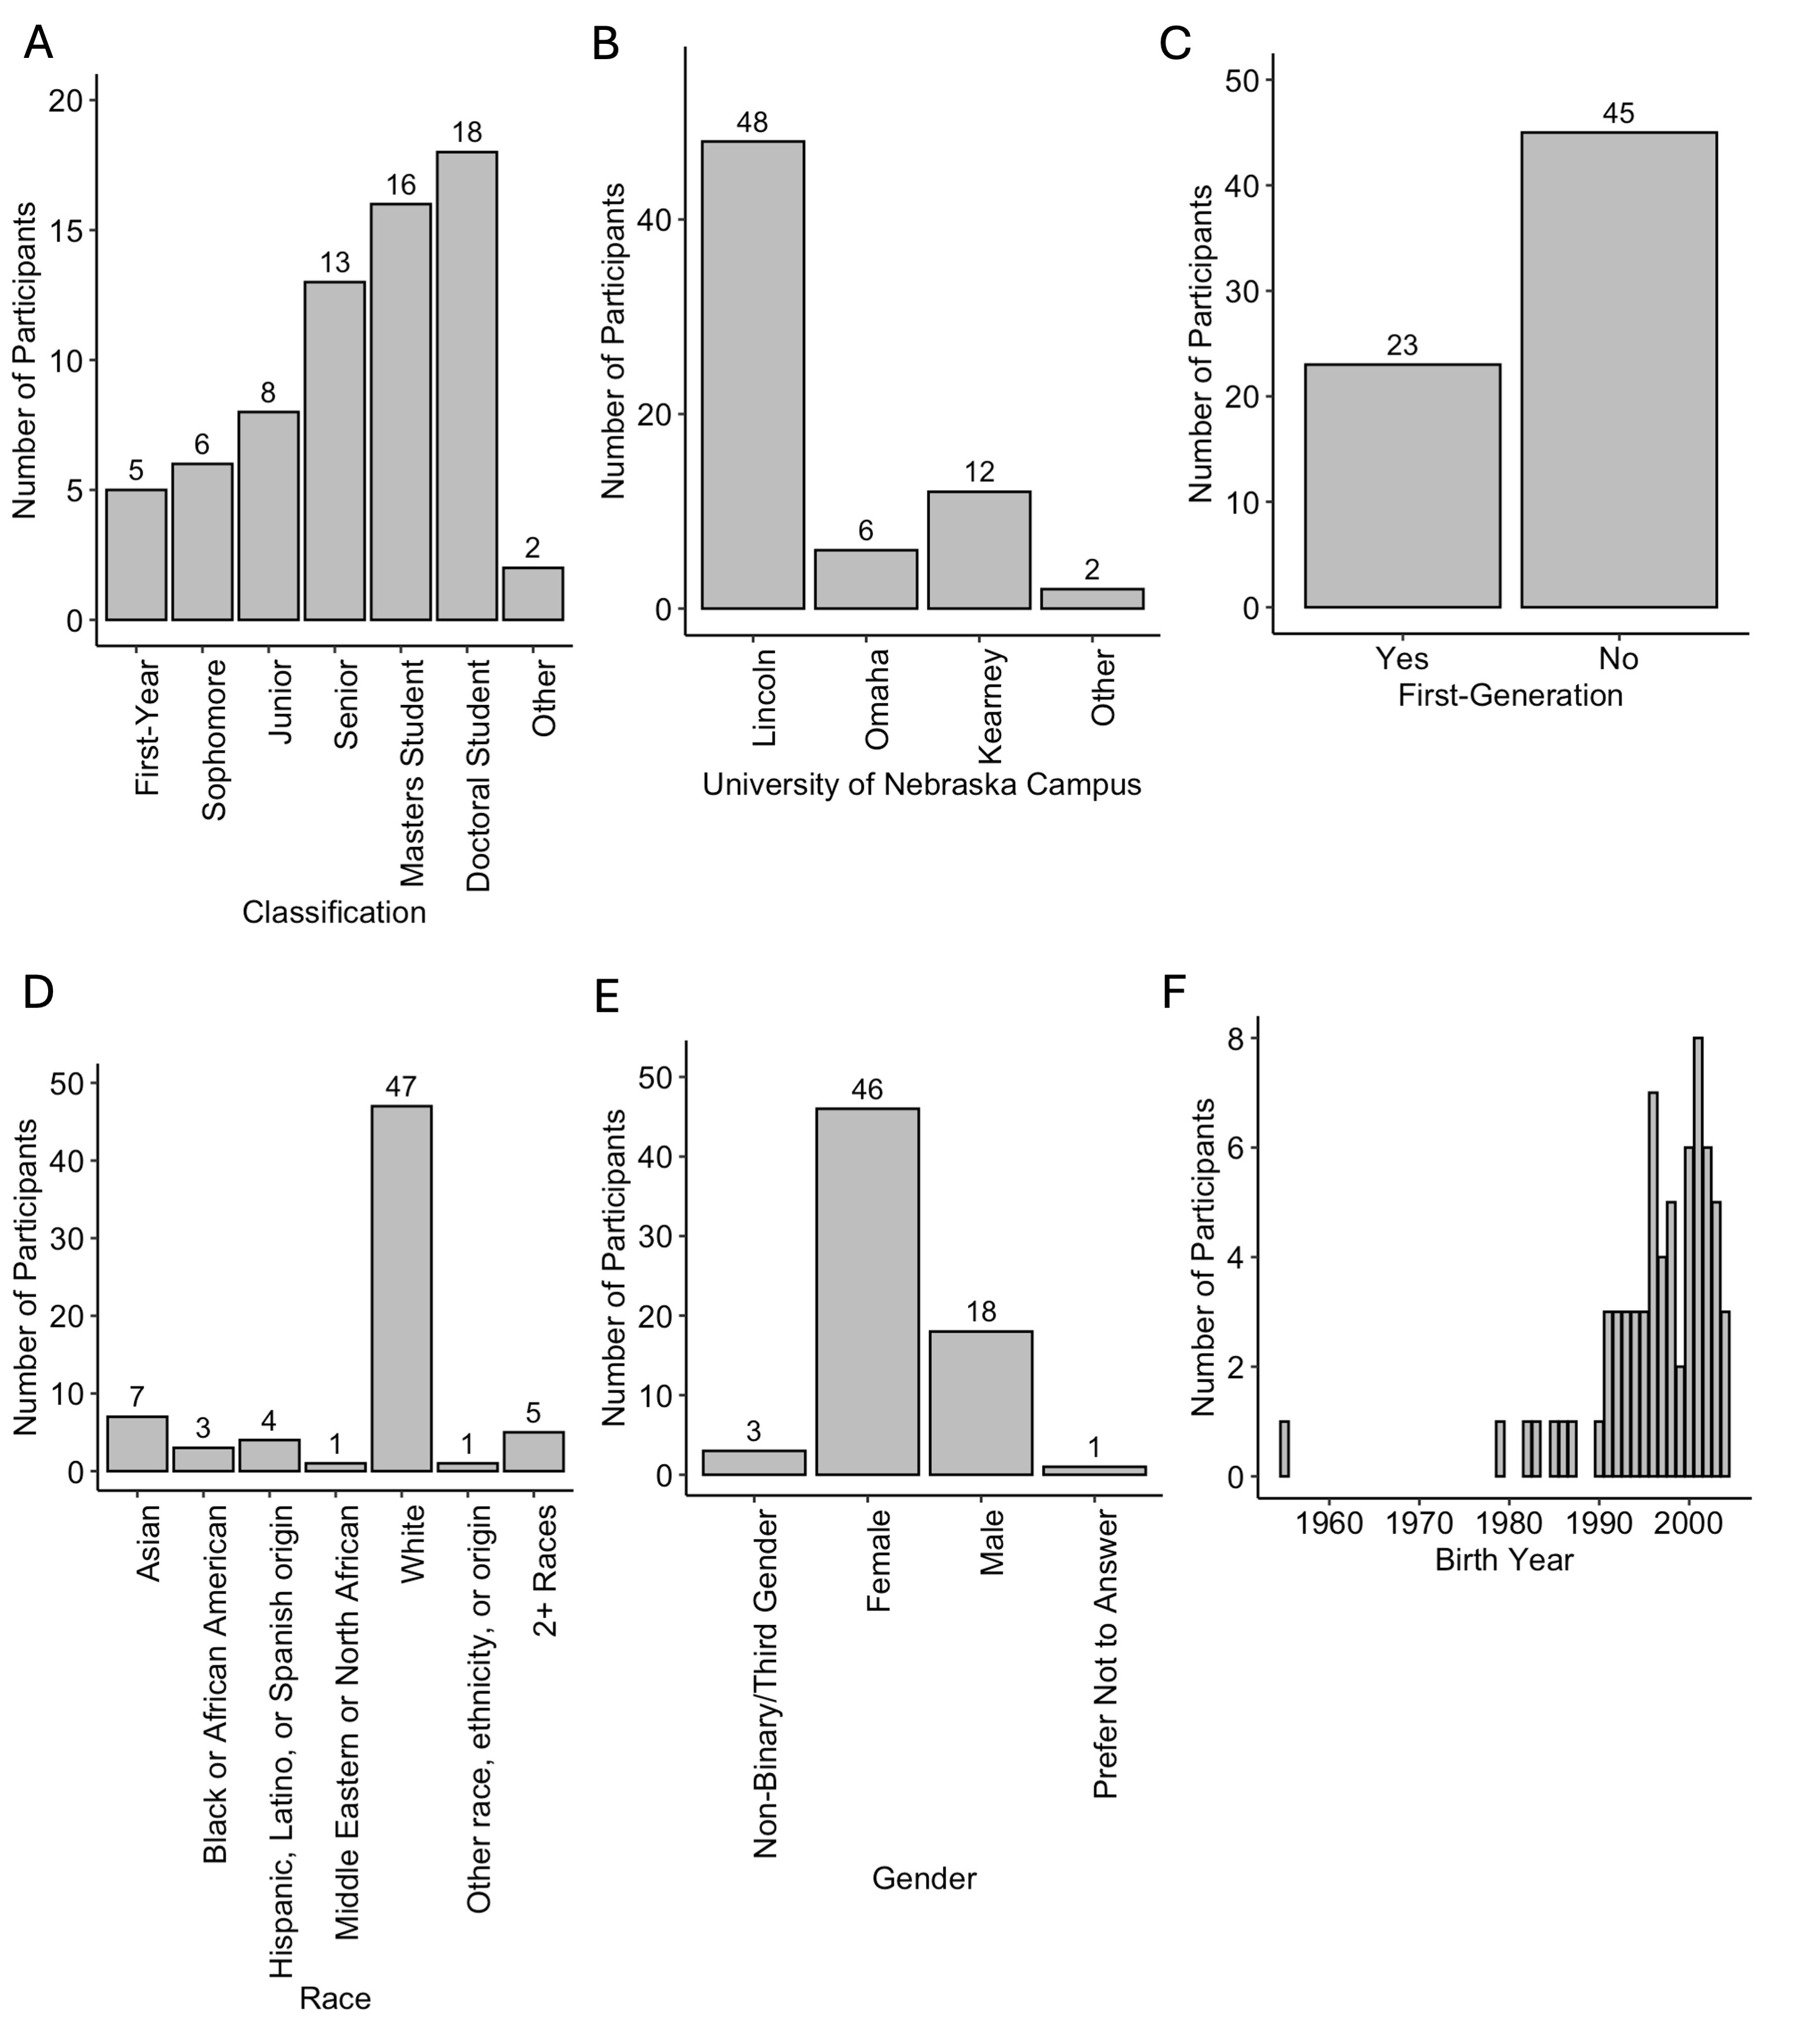 A
Number of Participants
20
15
10
5
0
5
6
8
13
16
18
2
First-Year
Sophomore
Junior
Senior
Masters Student
Doctoral Student
Other
Classification
B
Number of Participants
40
20
0
48
6
12
2
Lincoln
Omaha
Kearney
Other
University of Nebraska Campus
C
Number of Participants
50
40
30
20
10
0
23
45
Yes
No
First-Generation
D
Number of Participants
50
40
30
20
10
0
7
3
4
1
47
1
5
Asian
Black or African American
Hispanic, Latino, or Spanish origin
Middle Eastern or North African
White
Other race, ethnicity, or origin
2+ Races
Race
E
Number of Participants
50
40
30
20
10
0
3
46
18
1
Non-Binary/Third Gender
Female
Male
Prefer Not to Answer
Gender
F
Number of Participants
8
6
4
2
0
1960
1970
1980
1990
2000
Birth Year